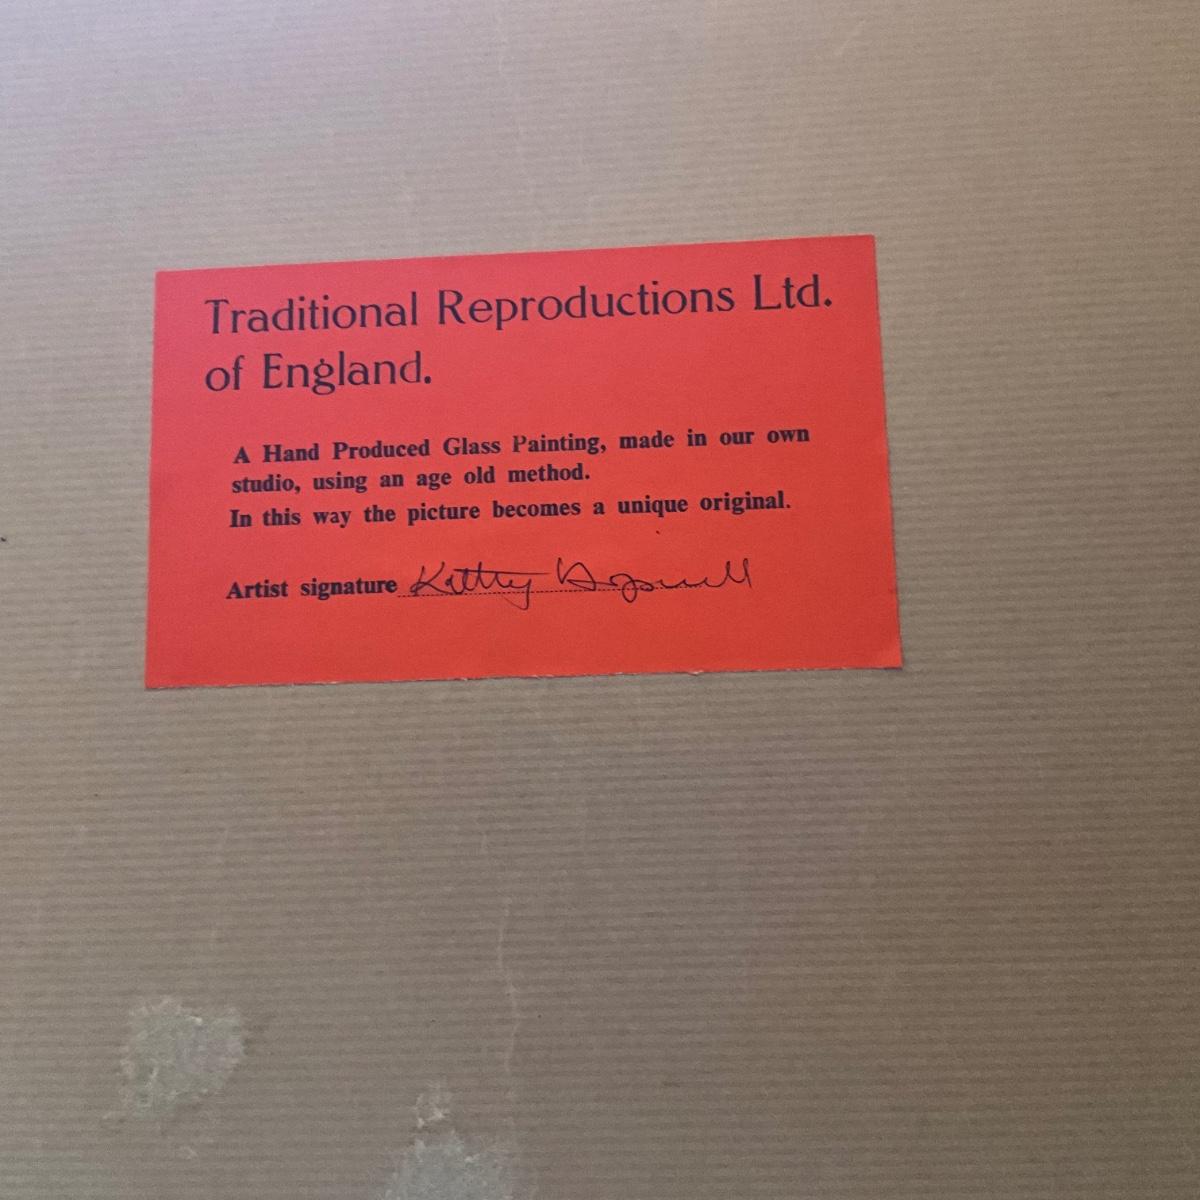 Traditional Reproductions Ltd.
of England.
A Hand Produced Glass Painting, made in our own
studio, using an age old method.
In this way the picture becomes a unique original.
Artist signature Kathy